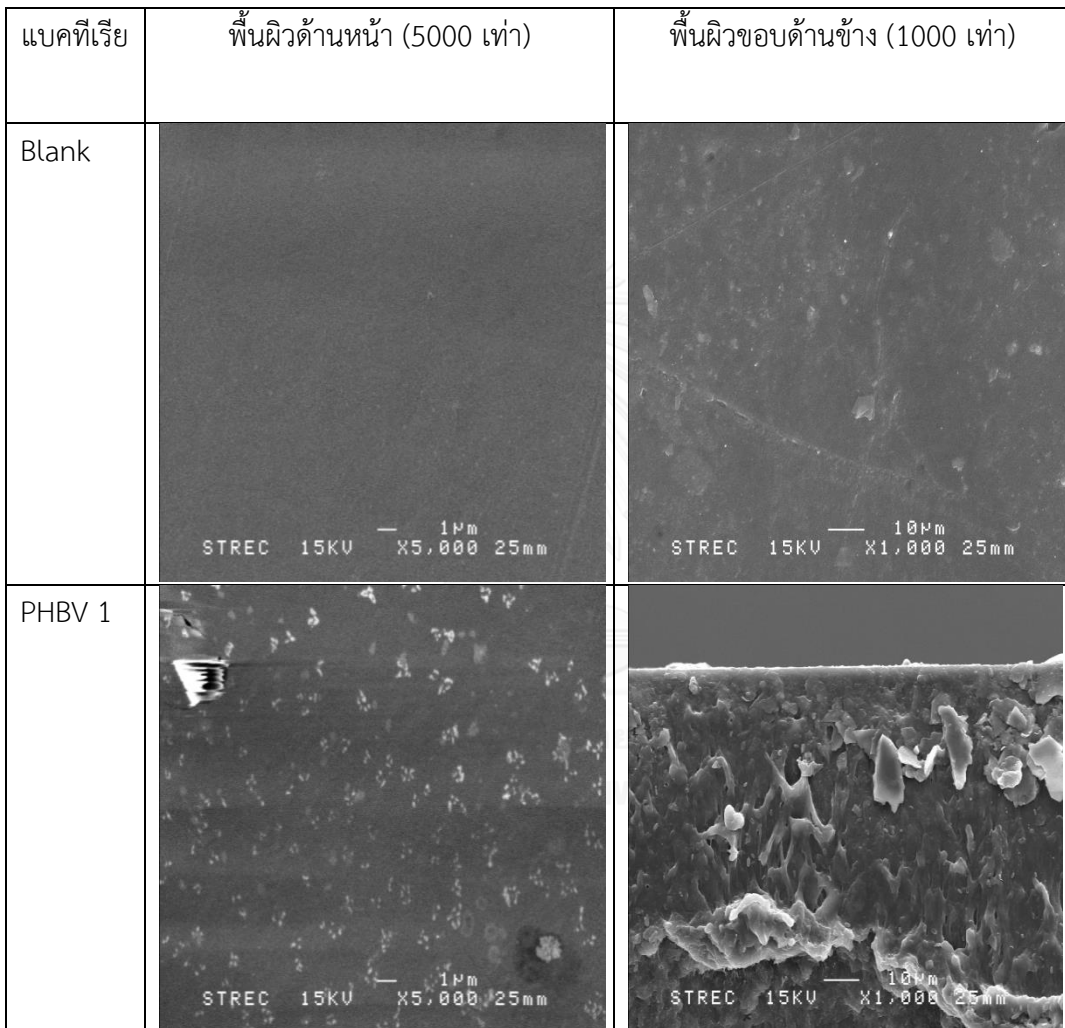 แบคทีเรีย
พื้นผิวด้านหน้า (5000 เท่า)
พื้นผิวขอบด้านข้าง (1000 เท่า)
Blank
1µm
STREC 15KV X5,000 25mm
10µm
STREC 15KV X1,000 25mm
PHBV 1
1µm
STREC 15KV X5,000 25mm
10µm
STREC 15KV X1,000 25mm